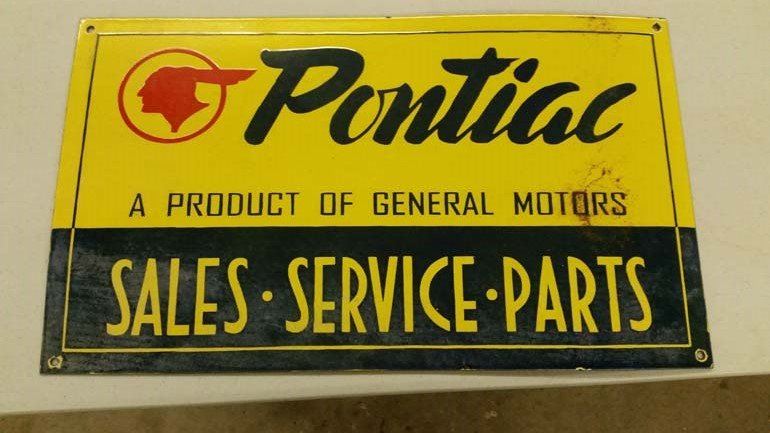 Pontiac
A PRODUCT OF GENERAL MOTORS
SALES · SERVICE · PARTS